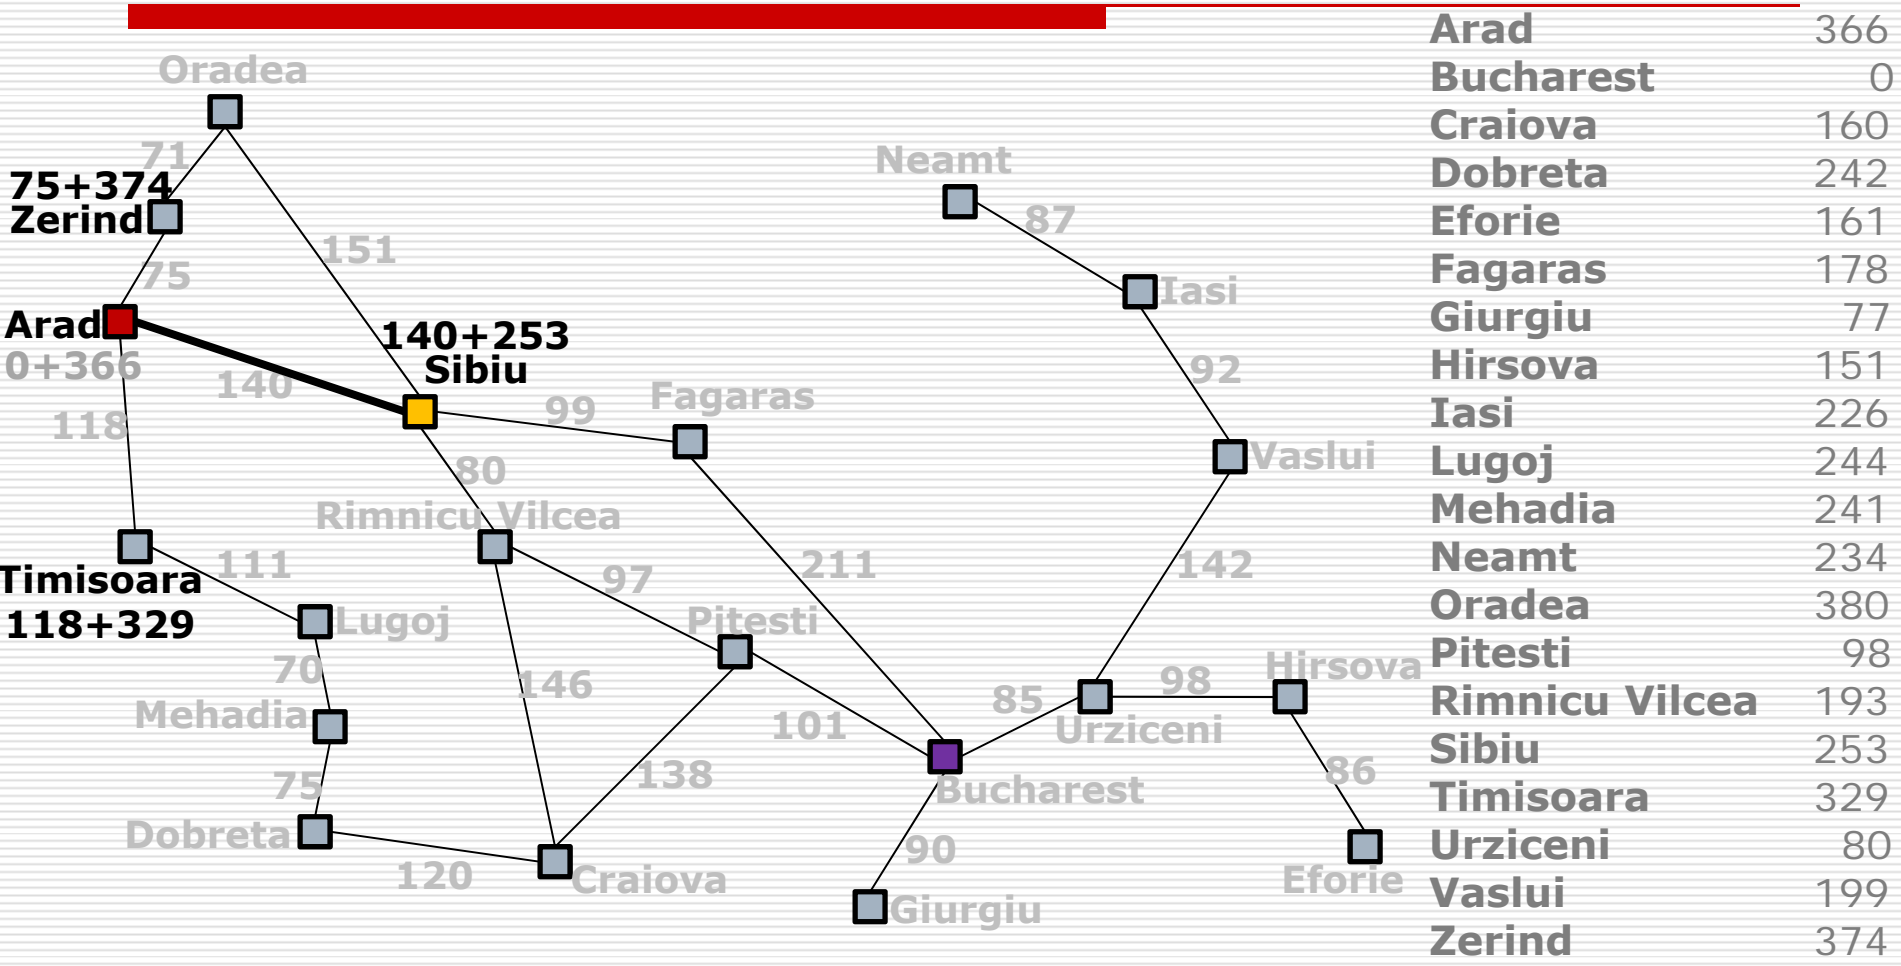 Oradea
71
75+374
Zerind
151
75
Arad
0+366
140
140+253
Sibiu
118
99
Fagaras
80
Rimnicu Vilcea
Timisoara
118+329
111
Lugoj
97
211
Pitesti
70
Mehadia
146
75
138
101
Dobreta
120
Craiova
Neamt
87
Iasi
92
Vaslui
142
85
Urziceni
98
Hirsova
Bucharest
86
90
Giurgiu
Eforie
Arad 366
Bucharest 0
Craiova 160
Dobreta 242
Eforie 161
Fagaras 178
Giurgiu 77
Hirsova 151
Iasi 226
Lugoj 244
Mehadia 241
Neamt 234
Oradea 380
Pitesti 98
Rimnicu Vilcea 193
Sibiu 253
Timisoara 329
Urziceni 80
Vaslui 199
Zerind 374